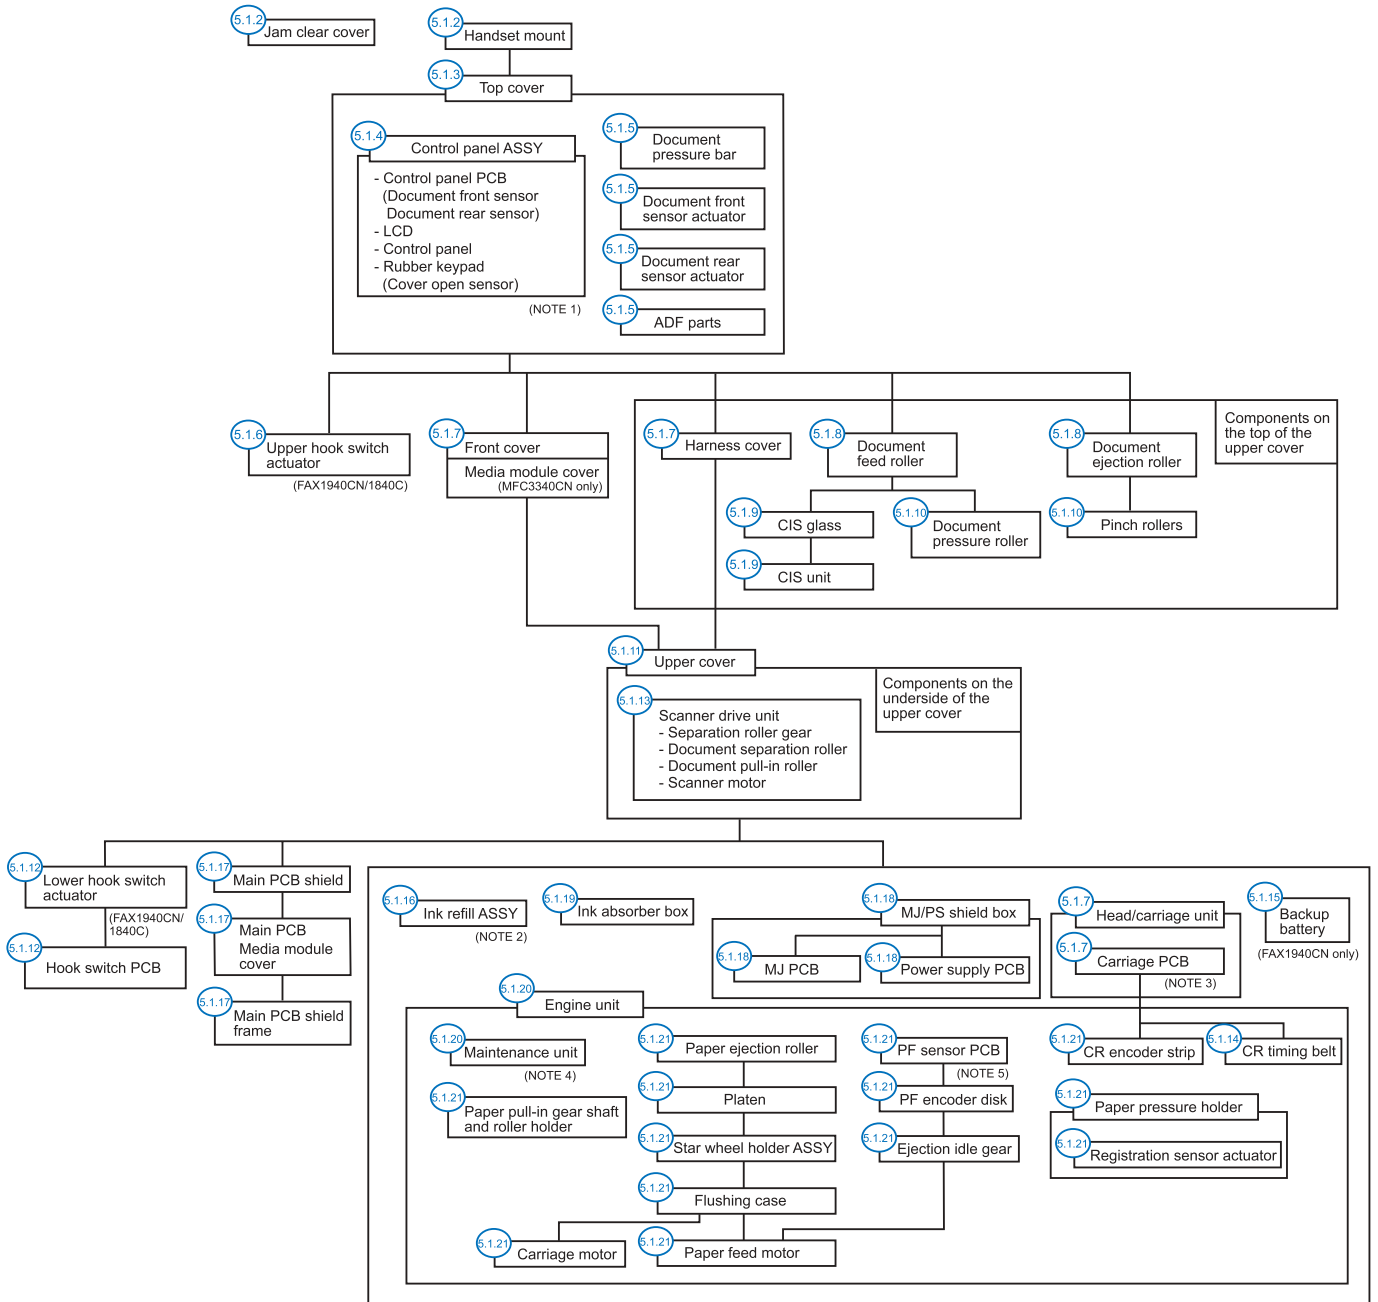 5.1.2
Jam clear cover
5.1.2
Handset mount
5.1.3
Top cover
5.1.4
Control panel ASSY
- Control panel PCB
(Document front sensor
Document rear sensor)
- LCD
- Control panel
- Rubber keypad
(Cover open sensor)
(NOTE 1)
5.1.5
Document
pressure bar
5.1.5
Document front
sensor actuator
5.1.5
Document rear
sensor actuator
5.1.5
ADF parts
5.1.6
Upper hook switch
actuator
(FAX1940CN/1840C)
5.1.7
Front cover
Media module cover
(MFC3340CN only)
5.1.7
Harness cover
5.1.8
Document
feed roller
5.1.8
Document
ejection roller
Components on
the top of the
upper cover
5.1.9
CIS glass
5.1.10
Document
pressure roller
5.1.10
Pinch rollers
5.1.9
CIS unit
5.1.11
Upper cover
Components on the
underside of the
upper cover
5.1.13
Scanner drive unit
- Separation roller gear
- Document separation roller
- Document pull-in roller
- Scanner motor
5.1.12
Lower hook switch
actuator
(FAX1940CN/
1840C)
5.1.12
Hook switch PCB
5.1.17
Main PCB shield
5.1.17
Main PCB
Media module
cover
5.1.17
Main PCB shield
frame
5.1.16
Ink refill ASSY
(NOTE 2)
5.1.19
Ink absorber box
5.1.18
MJ/PS shield box
5.1.18
MJ PCB
5.1.18
Power supply PCB
5.1.7
Head/carriage unit
5.1.7
Carriage PCB
(NOTE 3)
5.1.15
Backup
battery
(FAX1940CN only)
5.1.20
Engine unit
5.1.20
Maintenance unit
(NOTE 4)
5.1.21
Paper pull-in gear shaft
and roller holder
5.1.21
Paper ejection roller
5.1.21
Platen
5.1.21
Star wheel holder ASSY
5.1.21
Flushing case
5.1.21
Carriage motor
5.1.21
Paper feed motor
5.1.21
PF sensor PCB
(NOTE 5)
5.1.21
PF encoder disk
5.1.21
Ejection idle gear
5.1.21
CR encoder strip
5.1.14
CR timing belt
5.1.21
Paper pressure holder
5.1.21
Registration sensor actuator